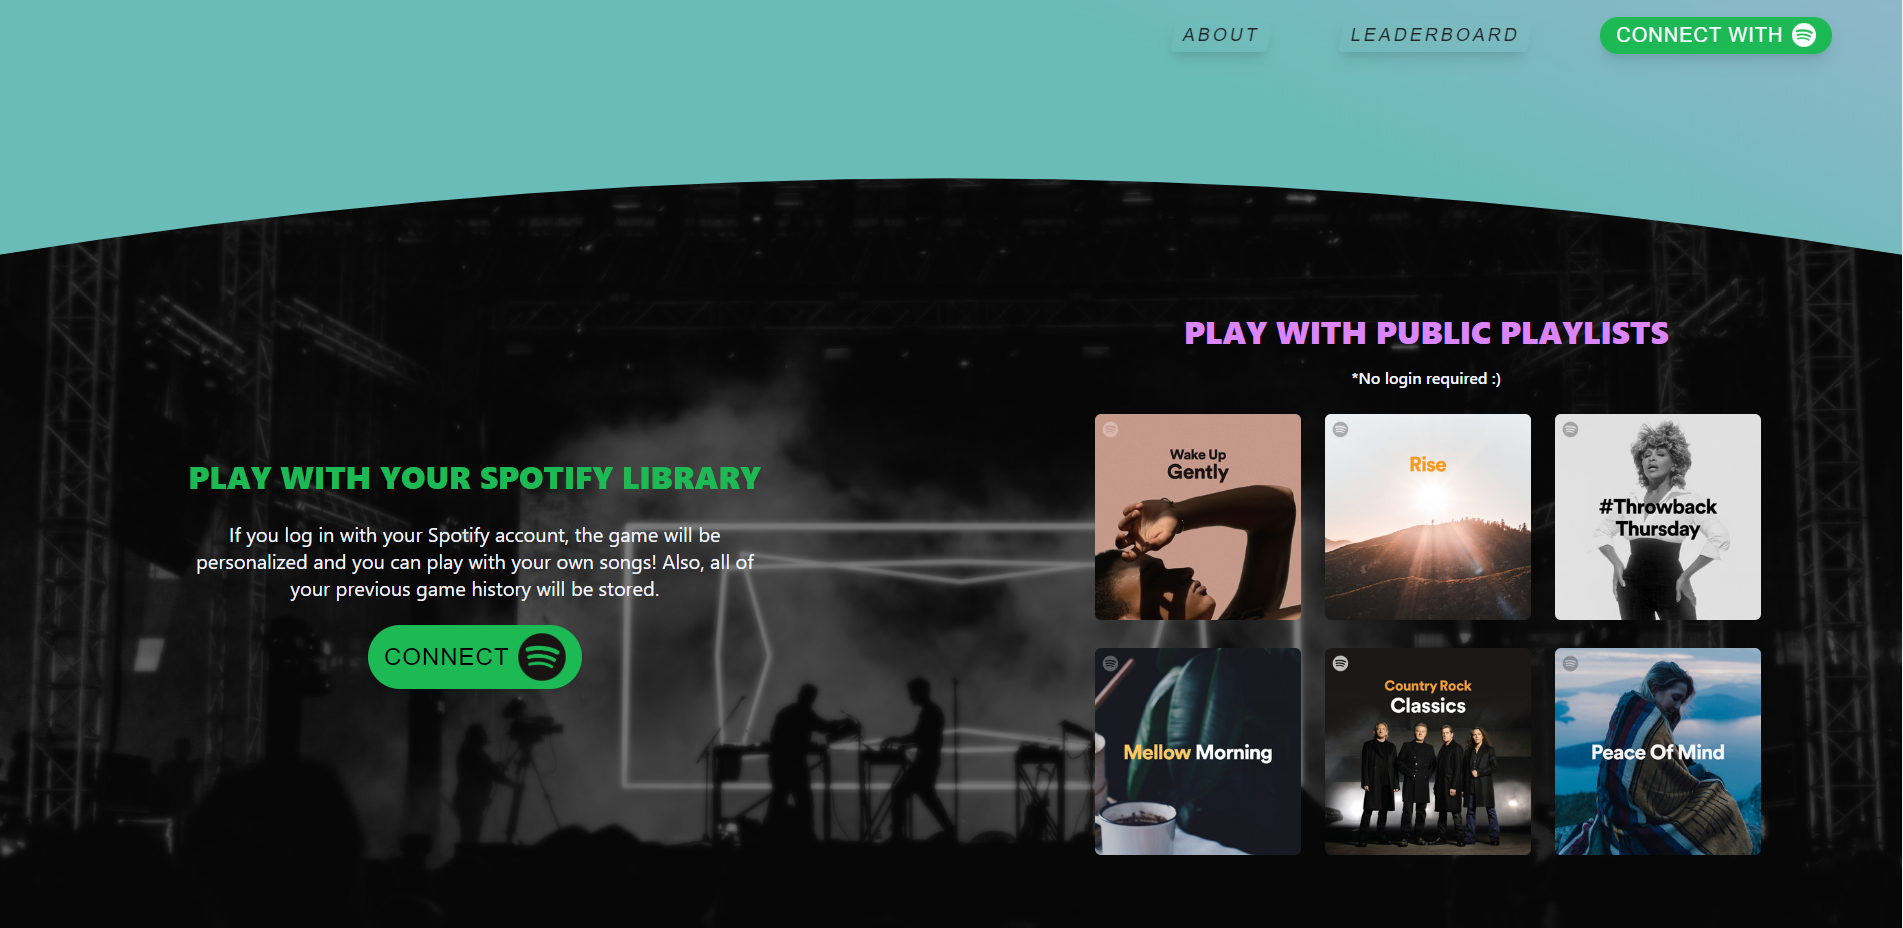 ABOUT
LEADERBOARD
CONNECT WITH
PLAY WITH YOUR SPOTIFY LIBRARY
If you log in with your Spotify account, the game will be
personalized and you can play with your own songs! Also, all of
your previous game history will be stored.
CONNECT
PLAY WITH PUBLIC PLAYLISTS
*No login required :)
Wake Up
Gently
Rise
#Throwback
Thursday
Mellow Morning
Country Rock
Classics
Peace Of Mind